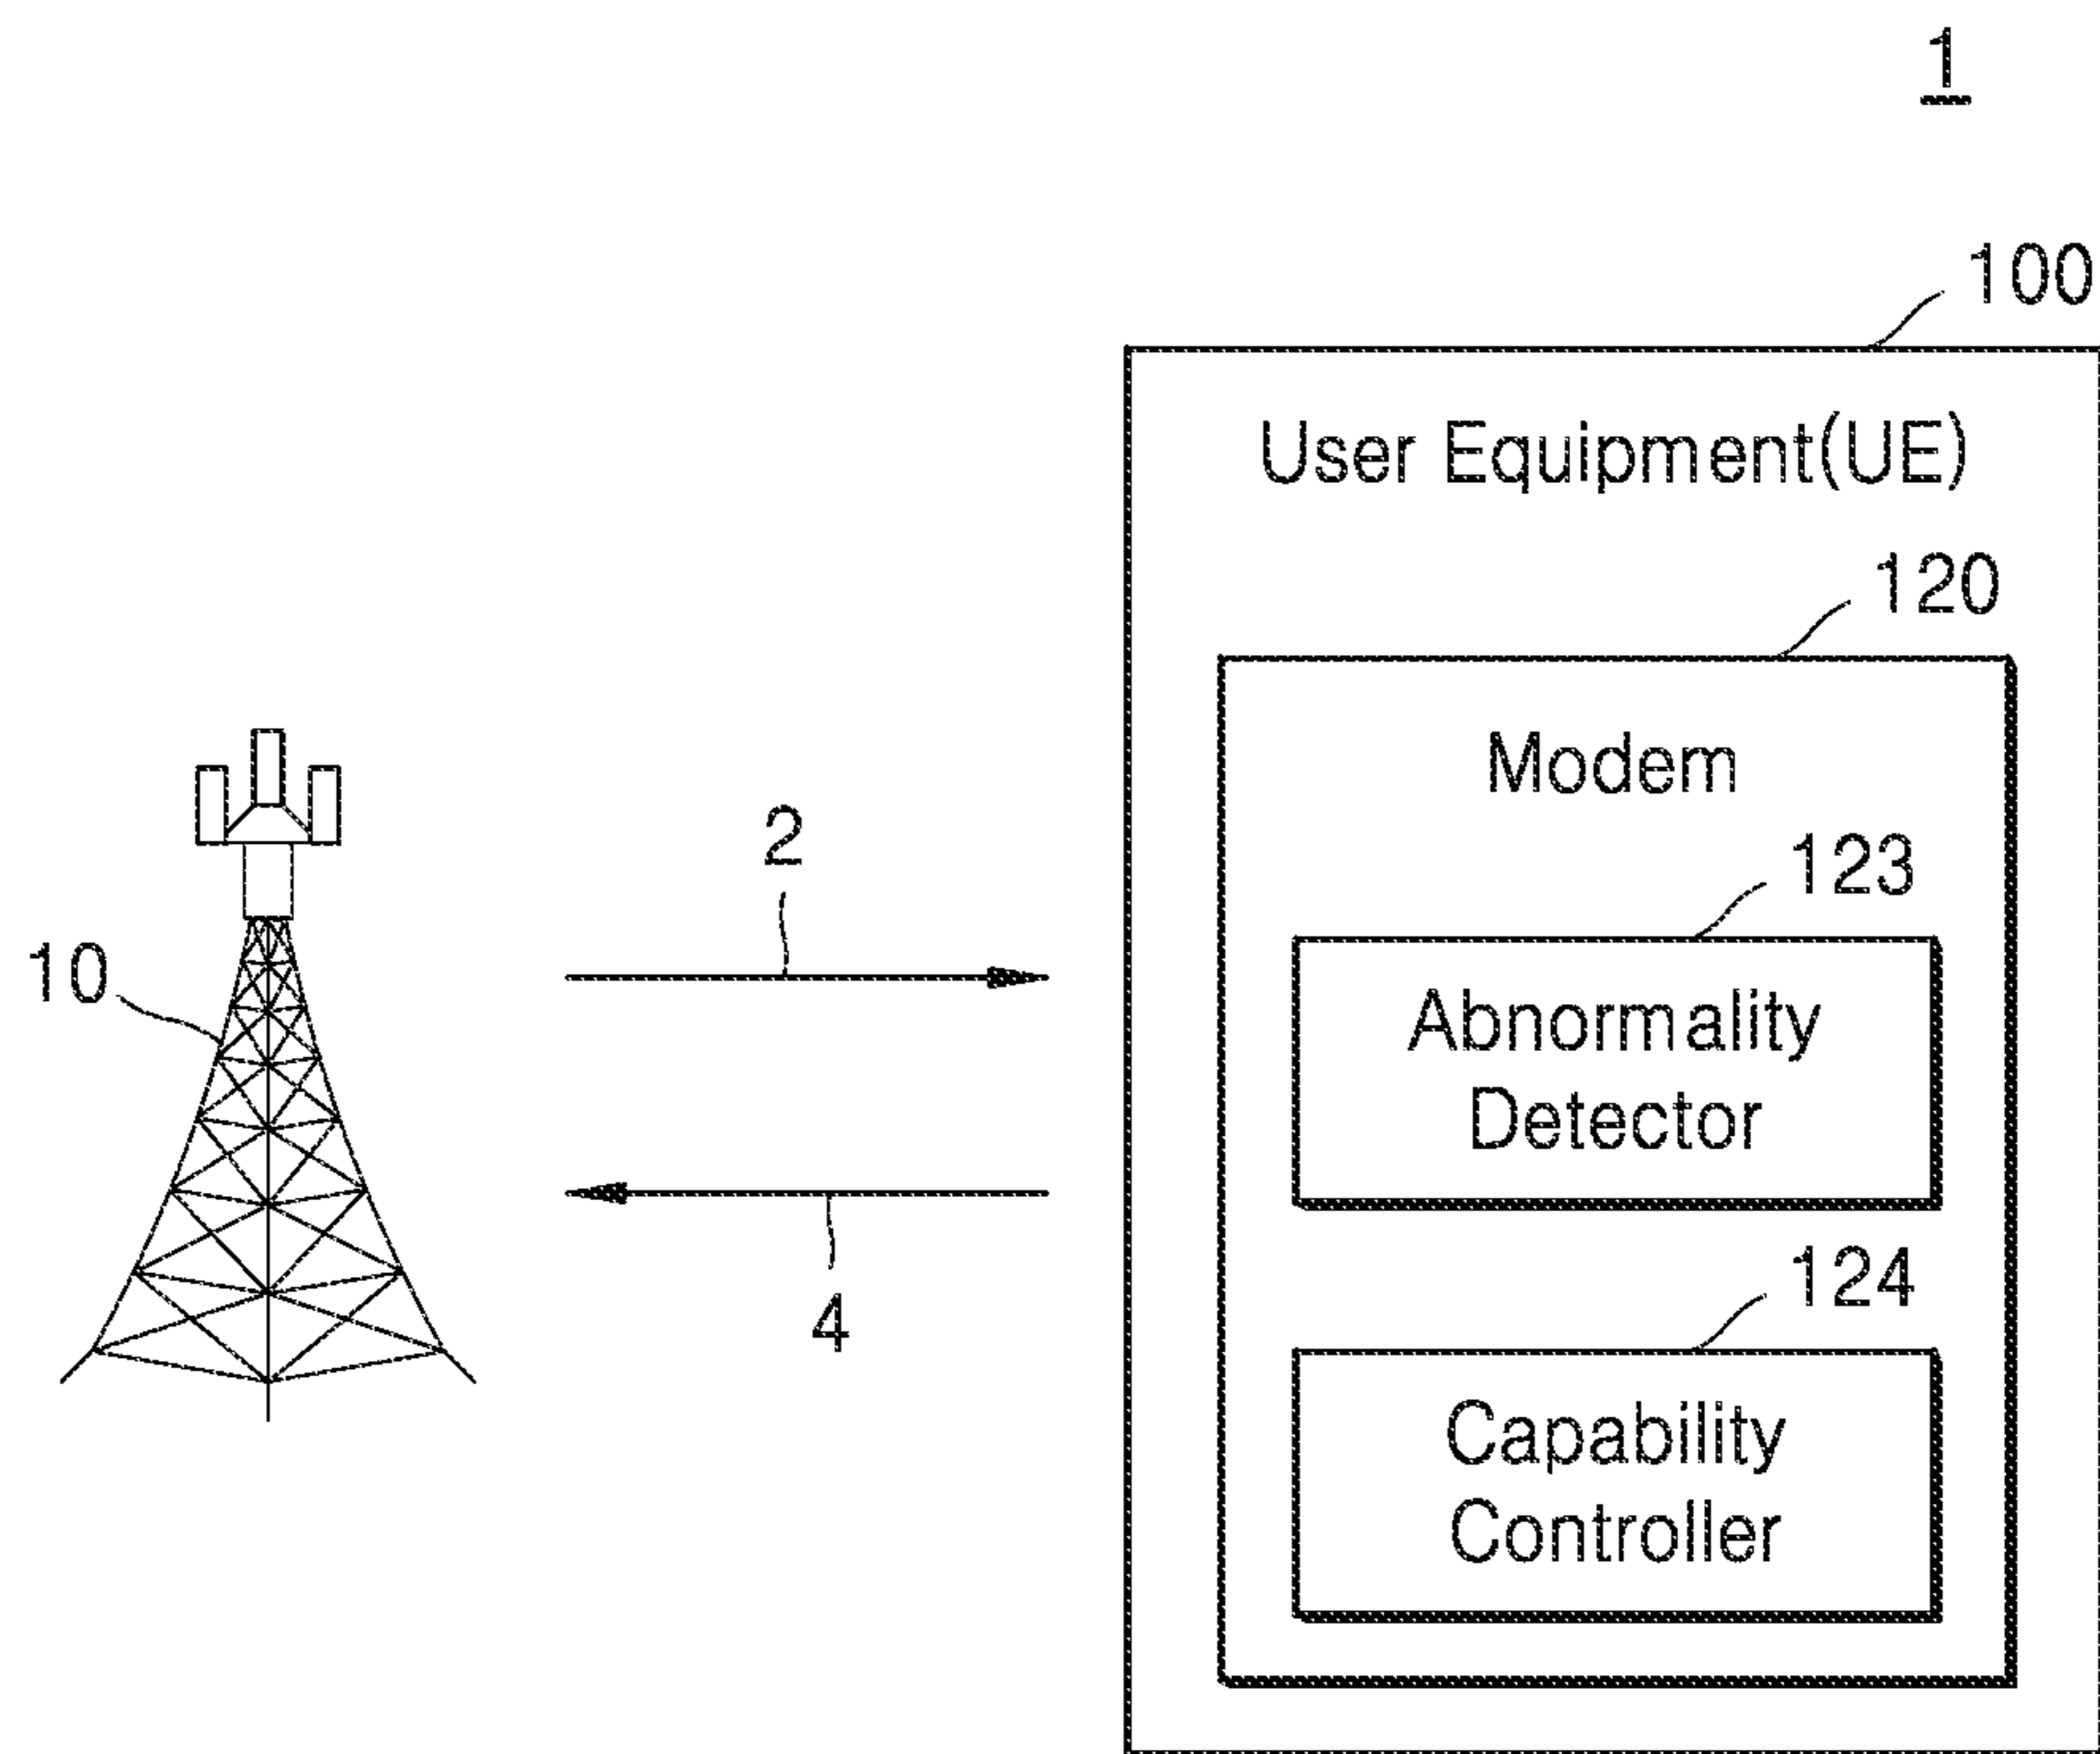 1
100
User Equipment(UE)
120
Modem
123
2
10
Abnormality
Detector
124
4
Capability
Controller